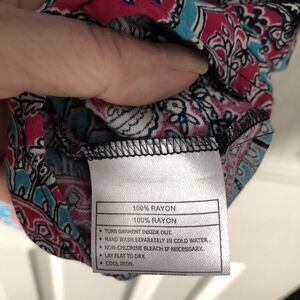 100% RAYON
100% RAYON
• TURN GARMENT INSIDE OUT.
• HAND WASH SEPARATELY IN COLD WATER.
• NON-CHLORINE BLEACH IF NECESSARY.
• LAY FLAT TO DRY.
• COOL IRON.